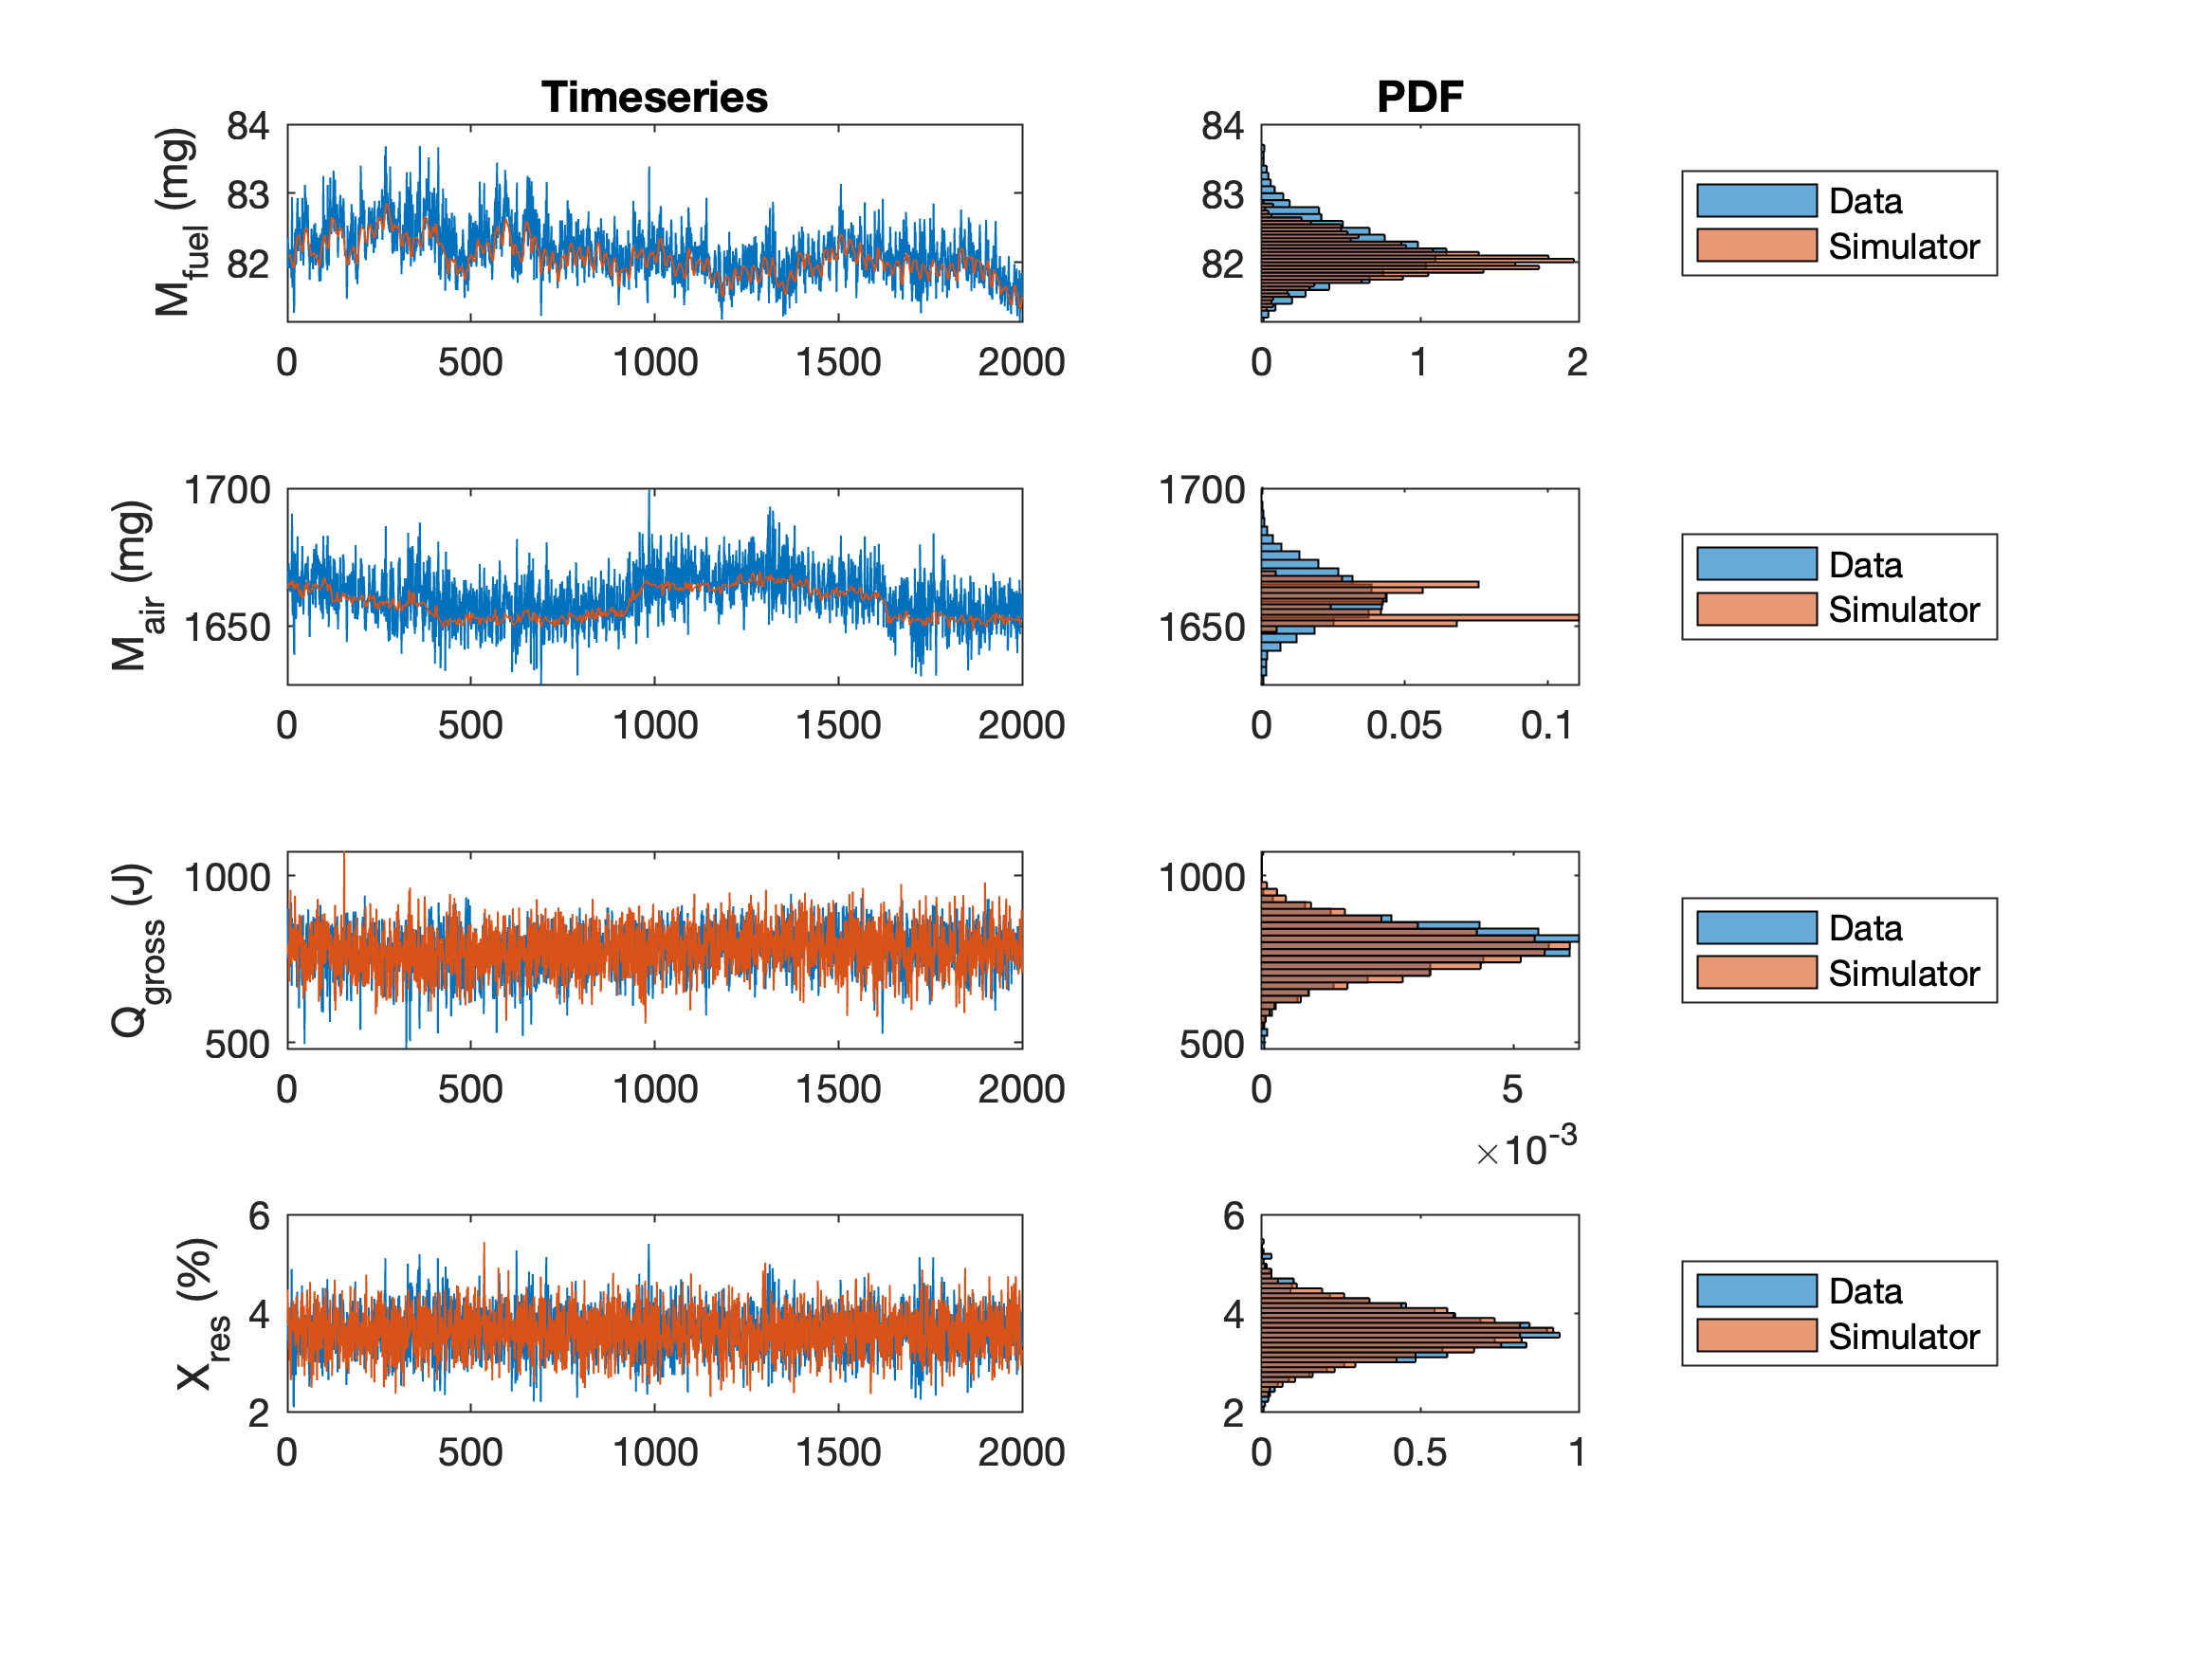 Timeseries
PDF
M_fuel (mg)
84
83
82
0 500 1000 1500 2000
84
83
82
0 1 2
Data
Simulator
M_air (mg)
1700
1650
0 500 1000 1500 2000
1700
1650
0 0.05 0.1
Data
Simulator
Q_gross (J)
1000
500
0 500 1000 1500 2000
1000
500
0 5
×10^-3
Data
Simulator
X_res (%)
6
4
2
0 500 1000 1500 2000
6
4
2
0 0.5 1
Data
Simulator